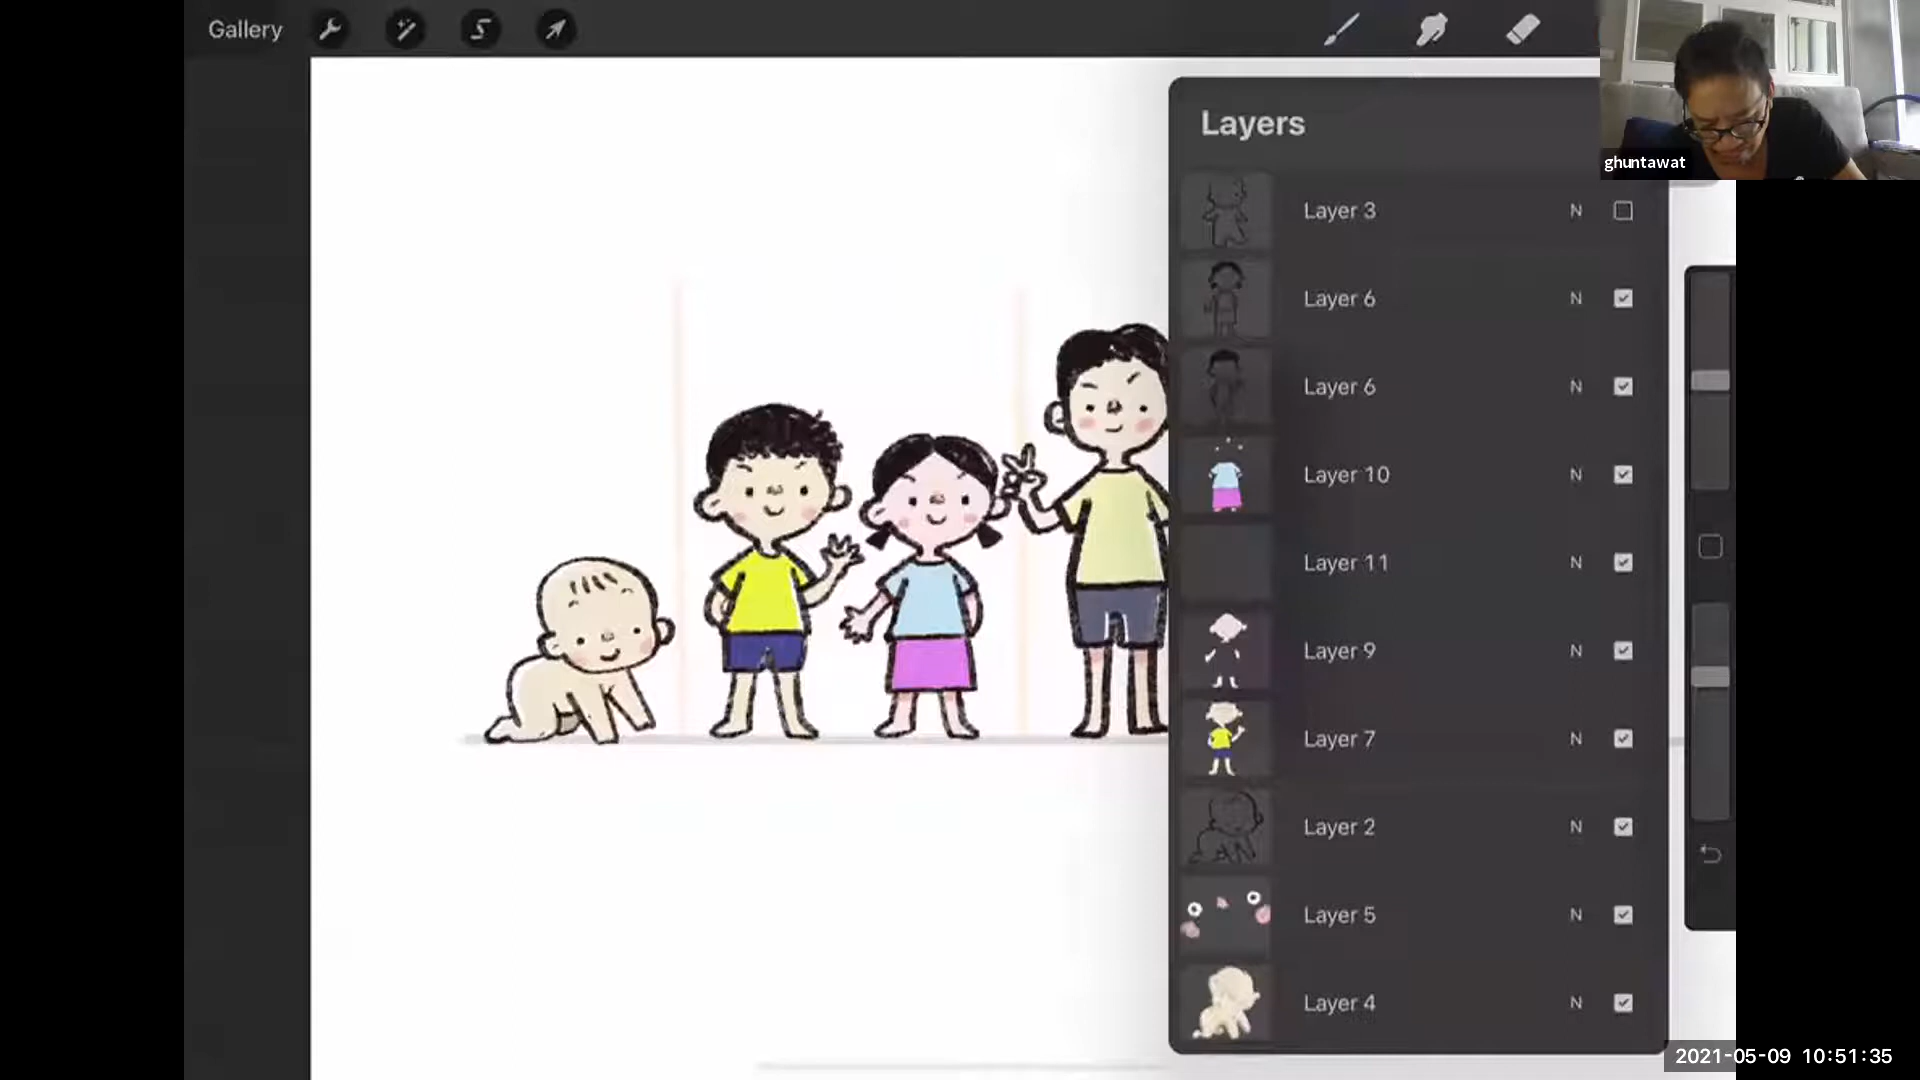 Gallery
Layers
ghuntawat
Layer 3 N
Layer 6 N
Layer 6 N
Layer 10 N
Layer 11 N
Layer 9 N
Layer 7 N
Layer 2 N
Layer 5 N
Layer 4 N
2021-05-09 10:51:35